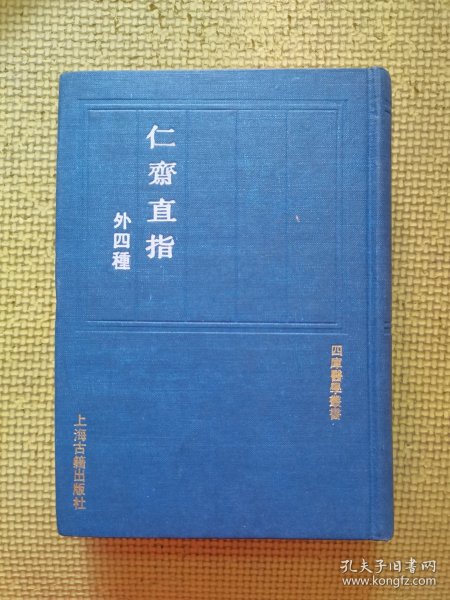 仁齋直指
外四種
四庫醫學叢書
上海古籍出版社
孔夫子旧书网
www.kongfz.com